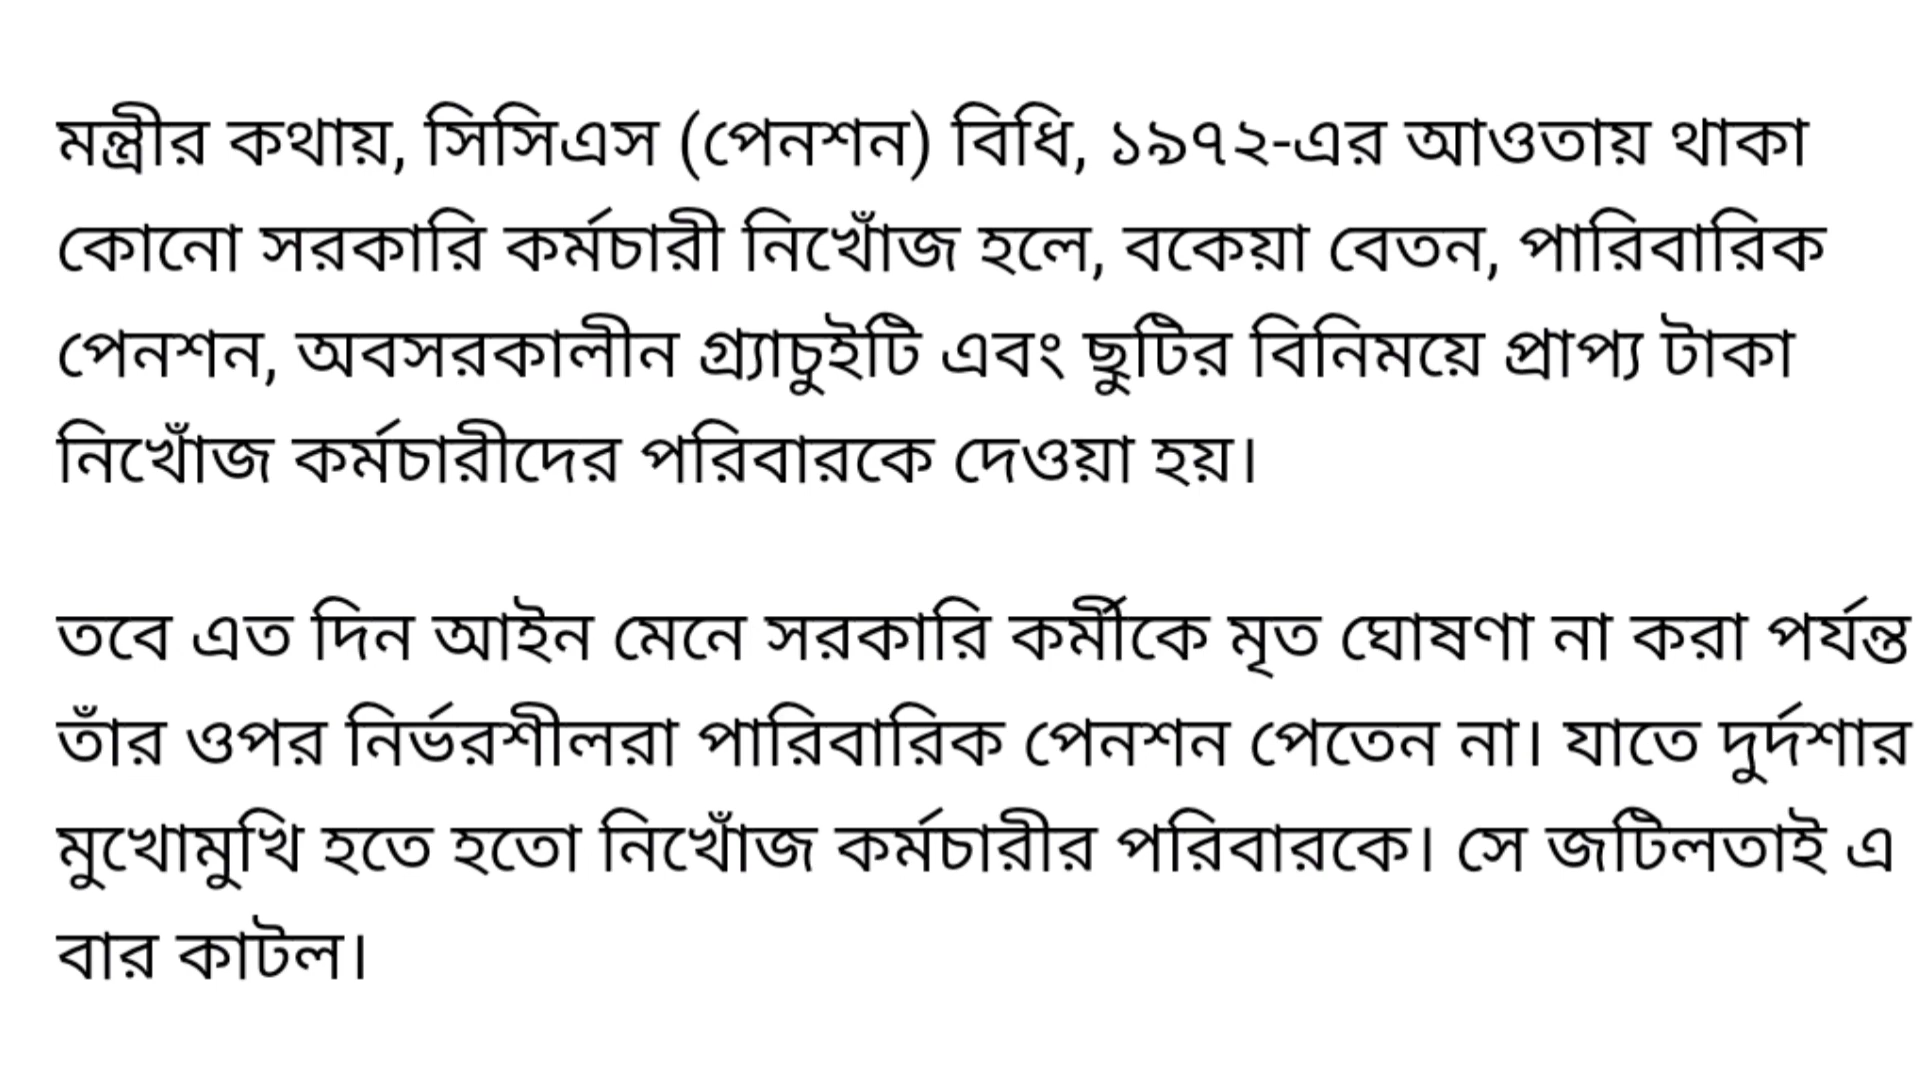 মন্ত্রীর কথায়, সিসিএস (পেনশন) বিধি, ১৯৭২-এর আওতায় থাকা
কোনো সরকারি কর্মচারী নিখোঁজ হলে, বকেয়া বেতন, পারিবারিক
পেনশন, অবসরকালীন গ্র্যাচুইটি এবং ছুটির বিনিময়ে প্রাপ্য টাকা
নিখোঁজ কর্মচারীদের পরিবারকে দেওয়া হয়।
তবে এত দিন আইন মেনে সরকারি কর্মীকে মৃত ঘোষণা না করা পর্যন্ত
তাঁর ওপর নির্ভরশীলরা পারিবারিক পেনশন পেতেন না। যাতে দুর্দশার
মুখোমুখি হতে হতো নিখোঁজ কর্মচারীর পরিবারকে। সে জটিলতাই এ
বার কাটল।